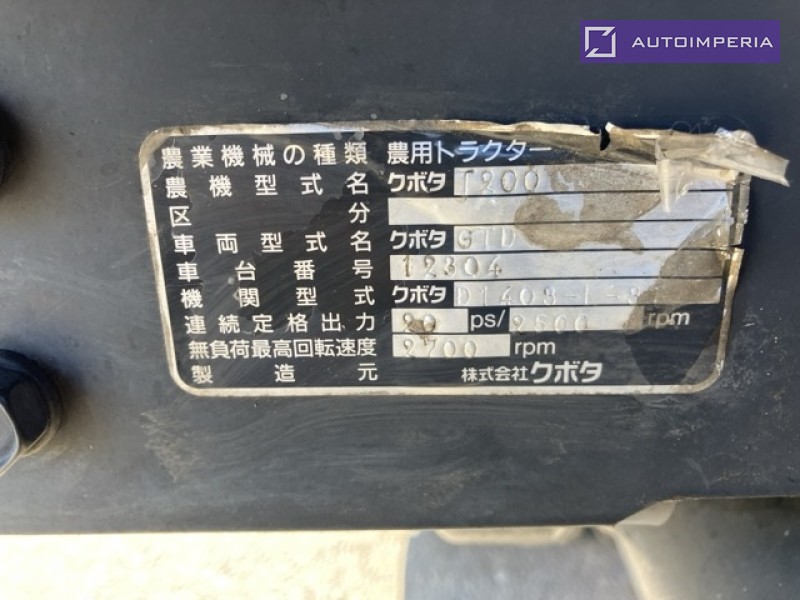 AUTOIMPERIA
農業機械の種類 農用トラクター
農機型式名 クボタ T200
区分
車両型式名 クボタ GTD
車台番号 12304
機関型式 クボタ D1403-
連続定格出力 20 ps/ rpm
無負荷最高回転速度 2700 rpm
製造元 株式会社クボタ